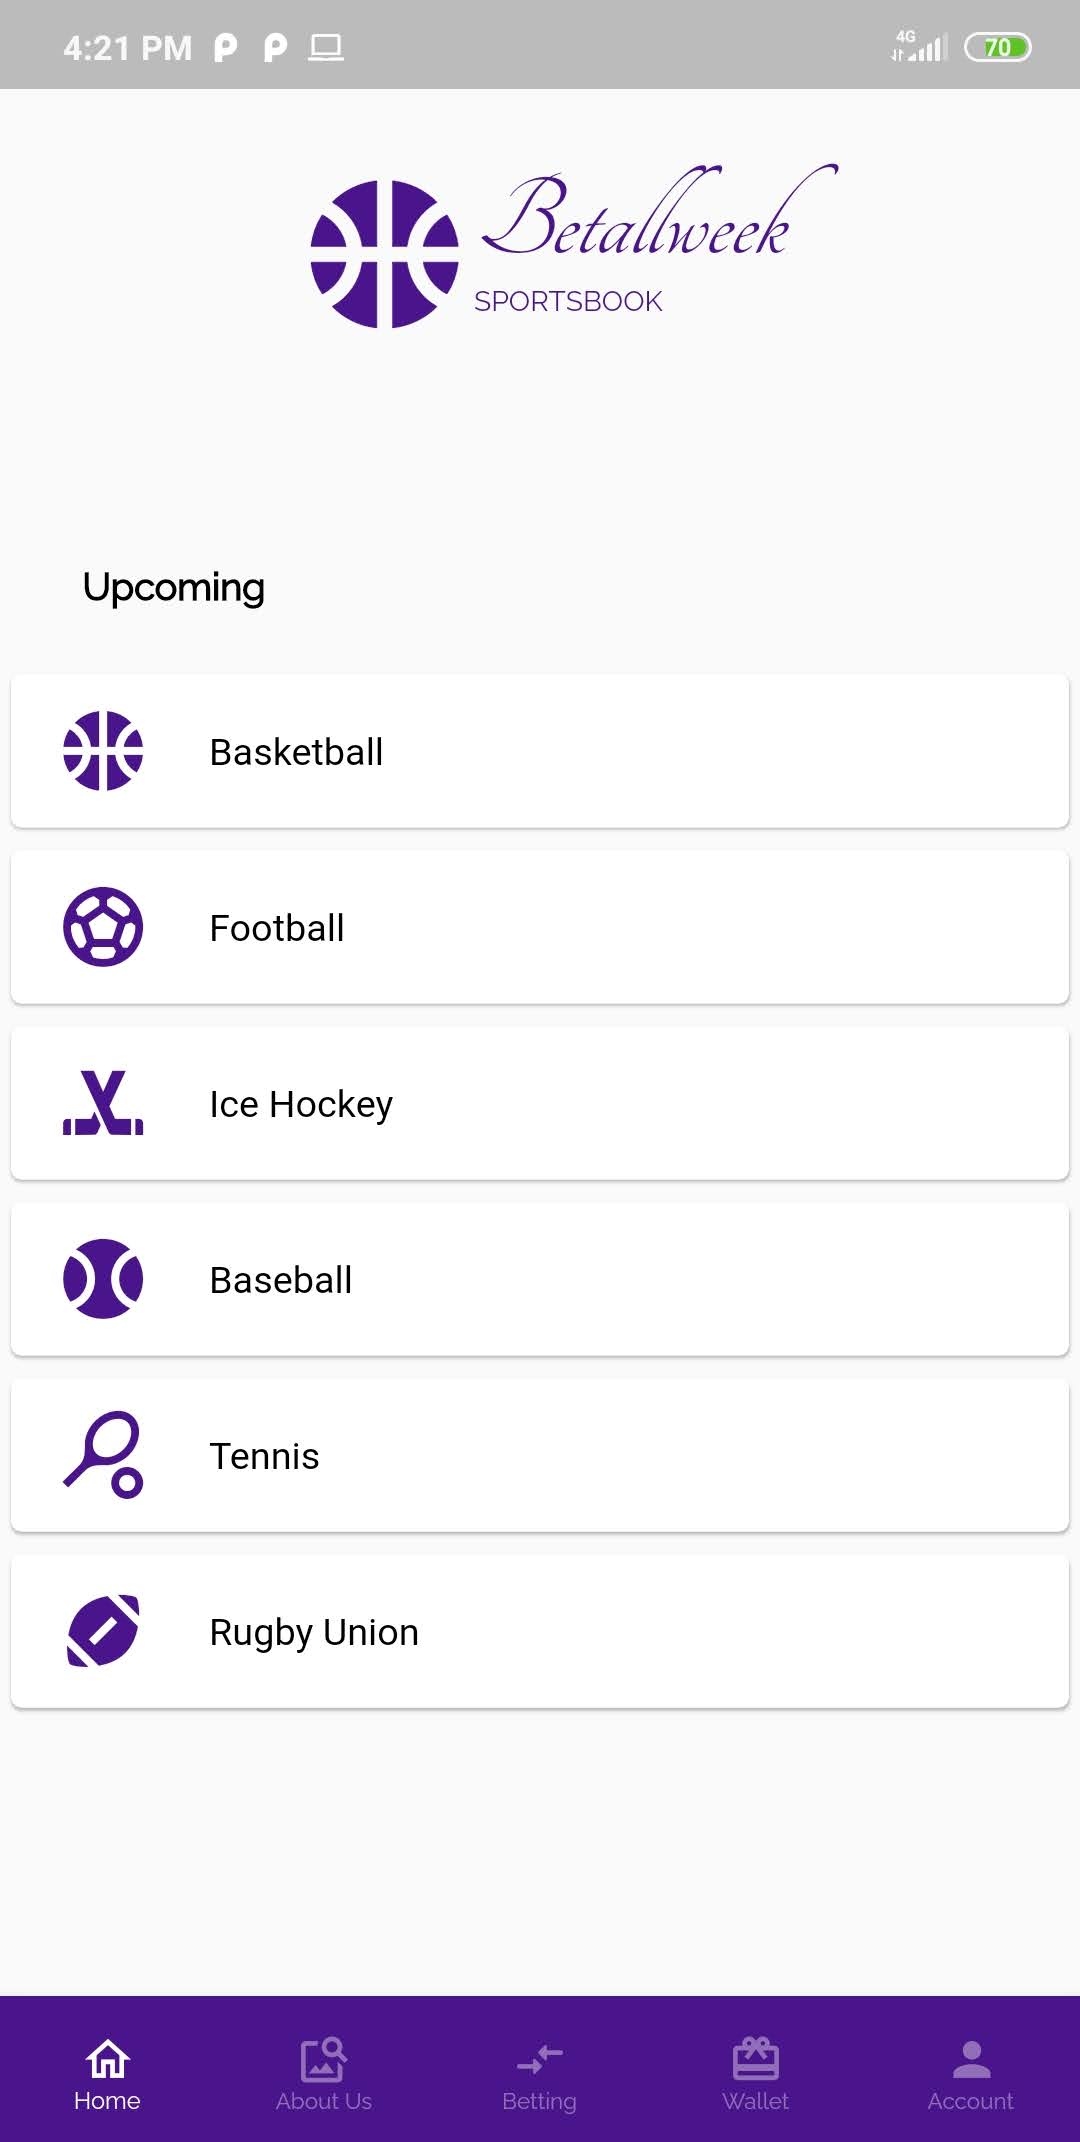 4:21 PM 4G 70
Betallweek
SPORTSBOOK
Upcoming
Basketball
Football
Ice Hockey
Baseball
Tennis
Rugby Union
Home About Us Betting Wallet Account